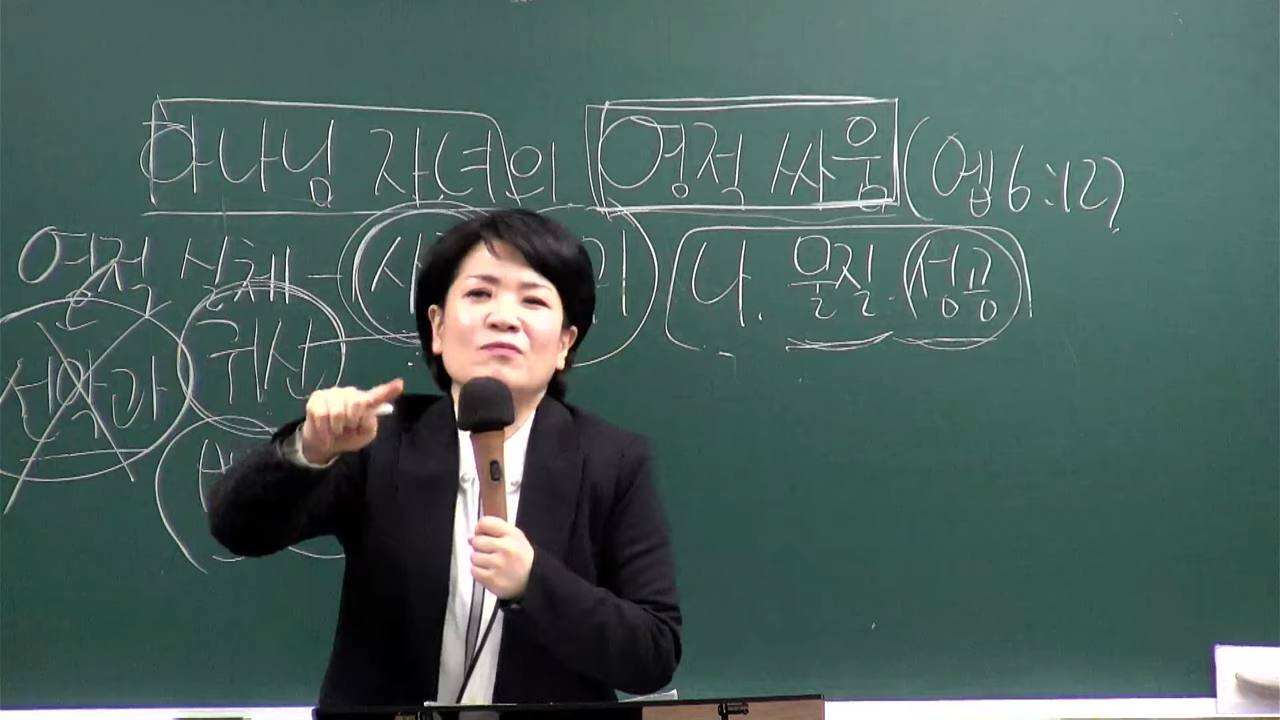 하나님 자녀의 영적 싸움 (엡6:12)
영적 실체 - 나. 물질. 성공
선악과 귀신